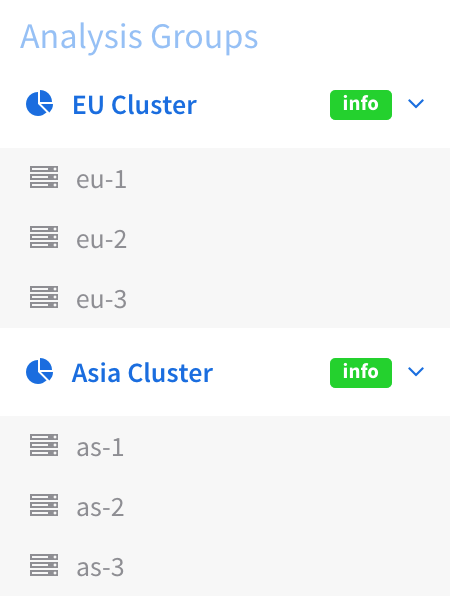 Analysis Groups
EU Cluster info
eu-1
eu-2
eu-3
Asia Cluster info
as-1
as-2
as-3